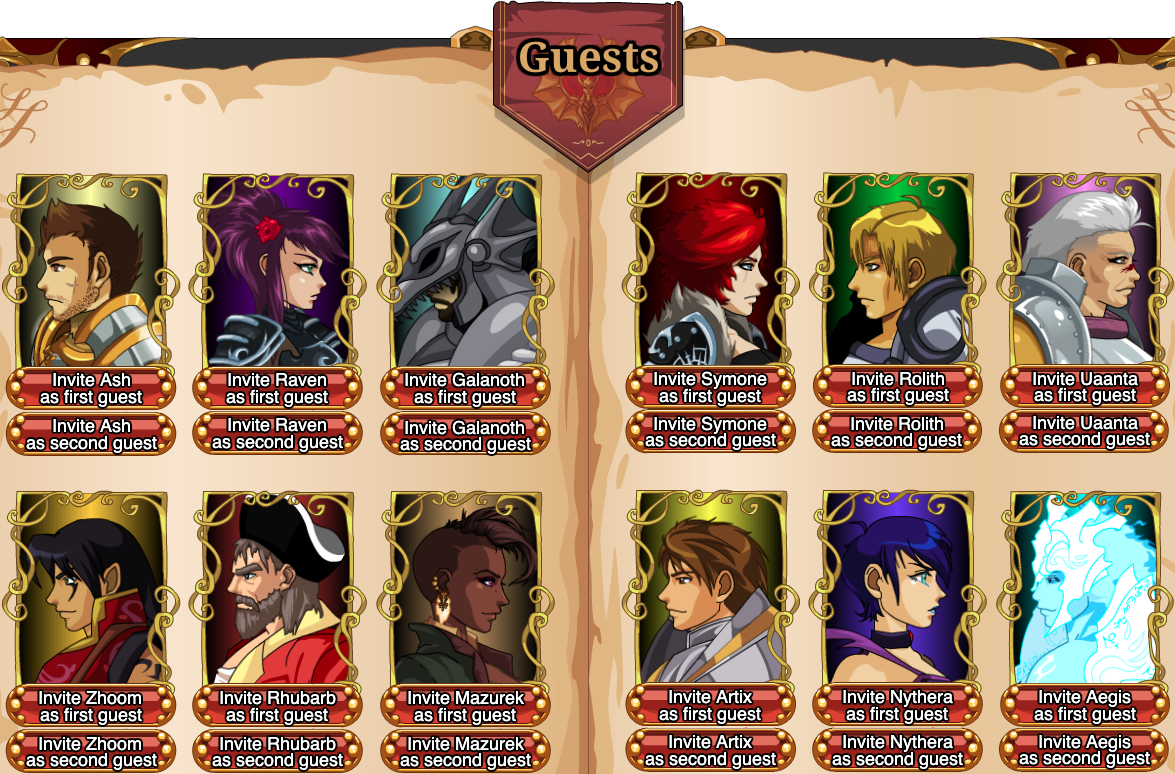 Guests
Invite Ash
as first guest
Invite Ash
as second guest
Invite Raven
as first guest
Invite Raven
as second guest
Invite Galanoth
as first guest
Invite Galanoth
as second guest
Invite Symone
as first guest
Invite Symone
as second guest
Invite Rolith
as first guest
Invite Rolith
as second guest
Invite Uaanta
as first guest
Invite Uaanta
as second guest
Invite Zhoom
as first guest
Invite Zhoom
as second guest
Invite Rhubarb
as first guest
Invite Rhubarb
as second guest
Invite Mazurek
as first guest
Invite Mazurek
as second guest
Invite Artix
as first guest
Invite Artix
as second guest
Invite Nythera
as first guest
Invite Nythera
as second guest
Invite Aegis
as first guest
Invite Aegis
as second guest